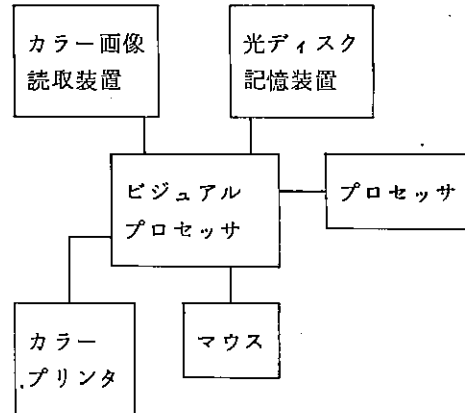 カラー画像
読取装置
光ディスク
記憶装置
ビジュアル
プロセッサ
プロセッサ
カラー
プリンタ
マウス